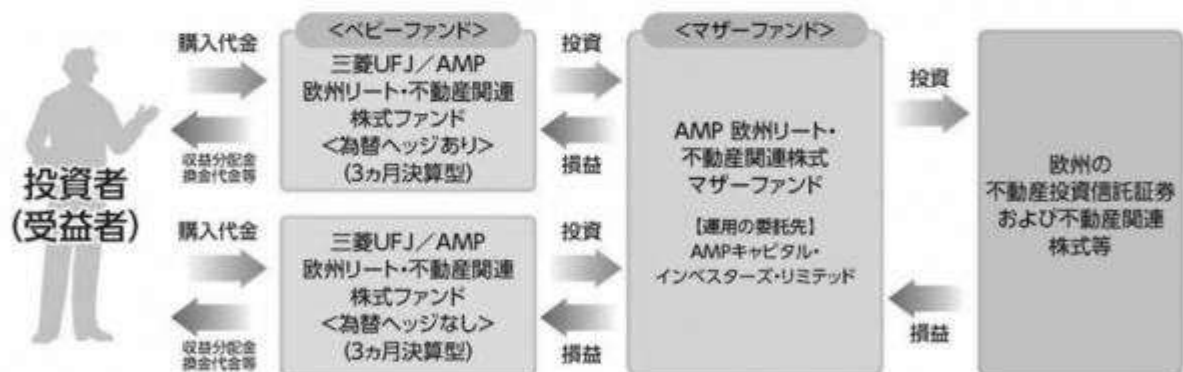 投資者
(受益者)
購入代金
収益分配金
換金代金等
購入代金
収益分配金
換金代金等
<ベビーファンド>
三菱UFJ/AMP
欧州リート・不動産関連
株式ファンド
<為替ヘッジあり>
(3ヵ月決算型)
三菱UFJ/AMP
欧州リート・不動産関連
株式ファンド
<為替ヘッジなし>
(3ヵ月決算型)
投資
損益
投資
損益
<マザーファンド>
AMP 欧州リート・
不動産関連株式
マザーファンド
【運用の委託先】
AMPキャピタル・
インベスターズ・リミテッド
投資
損益
欧州の
不動産投資信託証券
および不動産関連
株式等